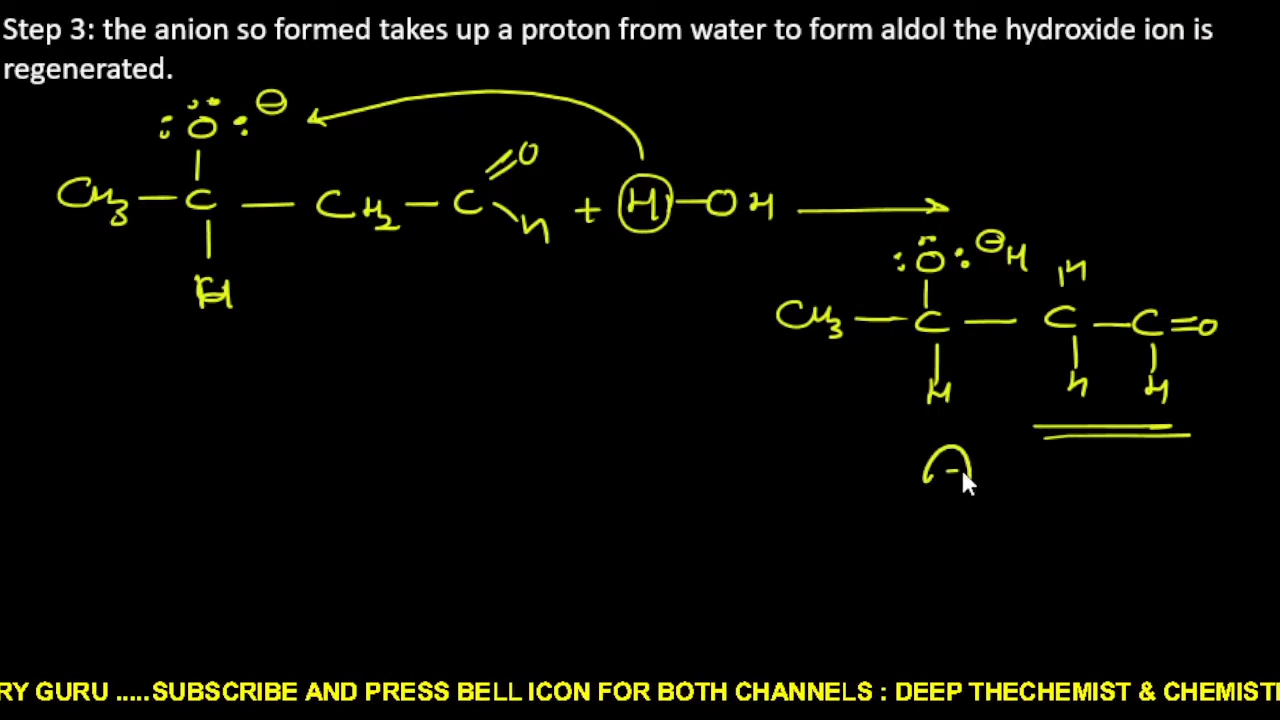 Step 3: the anion so formed takes up a proton from water to form aldol the hydroxide ion is
regenerated.
:Ö: ⊖
CH₃ — C — CH₂ — C + H — OH →
O
H
H
:Ö: ⊖ H
H
CH₃ — C — C — C = O
H H H
A
RY GURU .....SUBSCRIBE AND PRESS BELL ICON FOR BOTH CHANNELS : DEEP THECHEMIST & CHEMIST